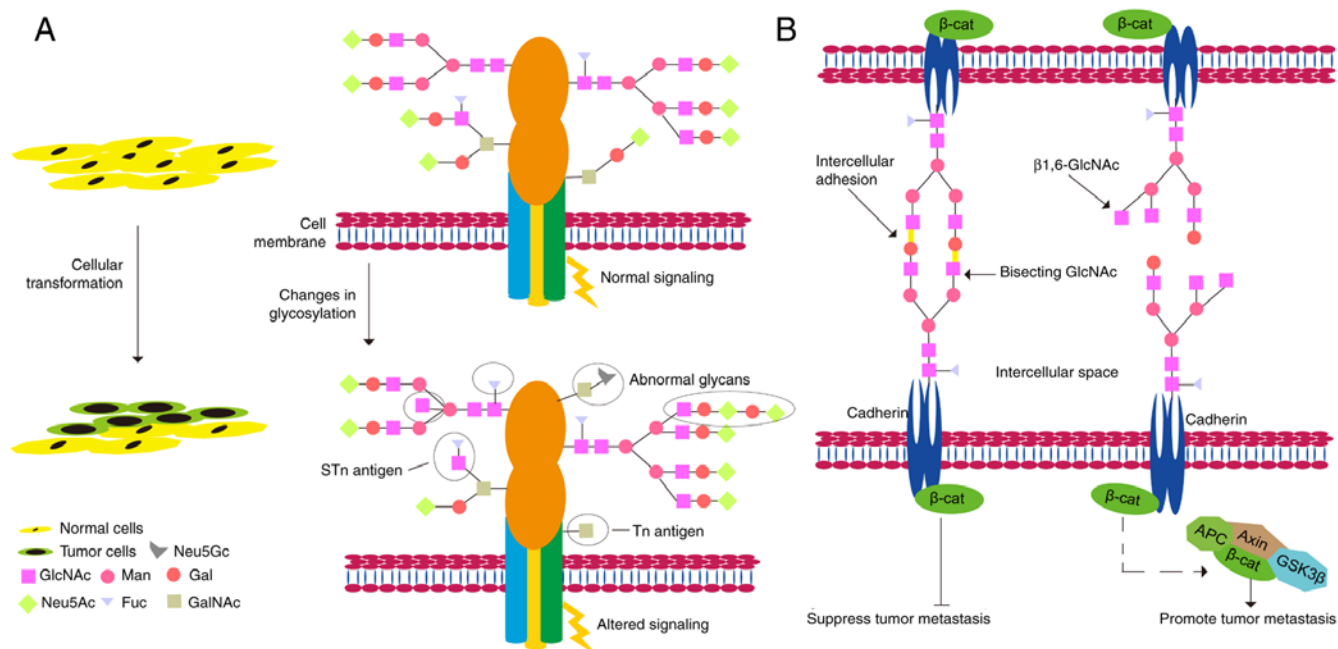 A
Cellular
transformation
Normal cells
Tumor cells
Neu5Gc
GlcNAc
Man
Gal
Neu5Ac
Fuc
GalNAc
Cell
membrane
Normal signaling
Changes in
glycosylation
Abnormal glycans
STn antigen
Tn antigen
Altered signaling
B
β-cat
β-cat
Intercellular
adhesion
β1,6-GlcNAc
Bisecting GlcNAc
Intercellular space
Cadherin
Cadherin
β-cat
β-cat
APC
Axin
β-cat
GSK3β
Suppress tumor metastasis
Promote tumor metastasis